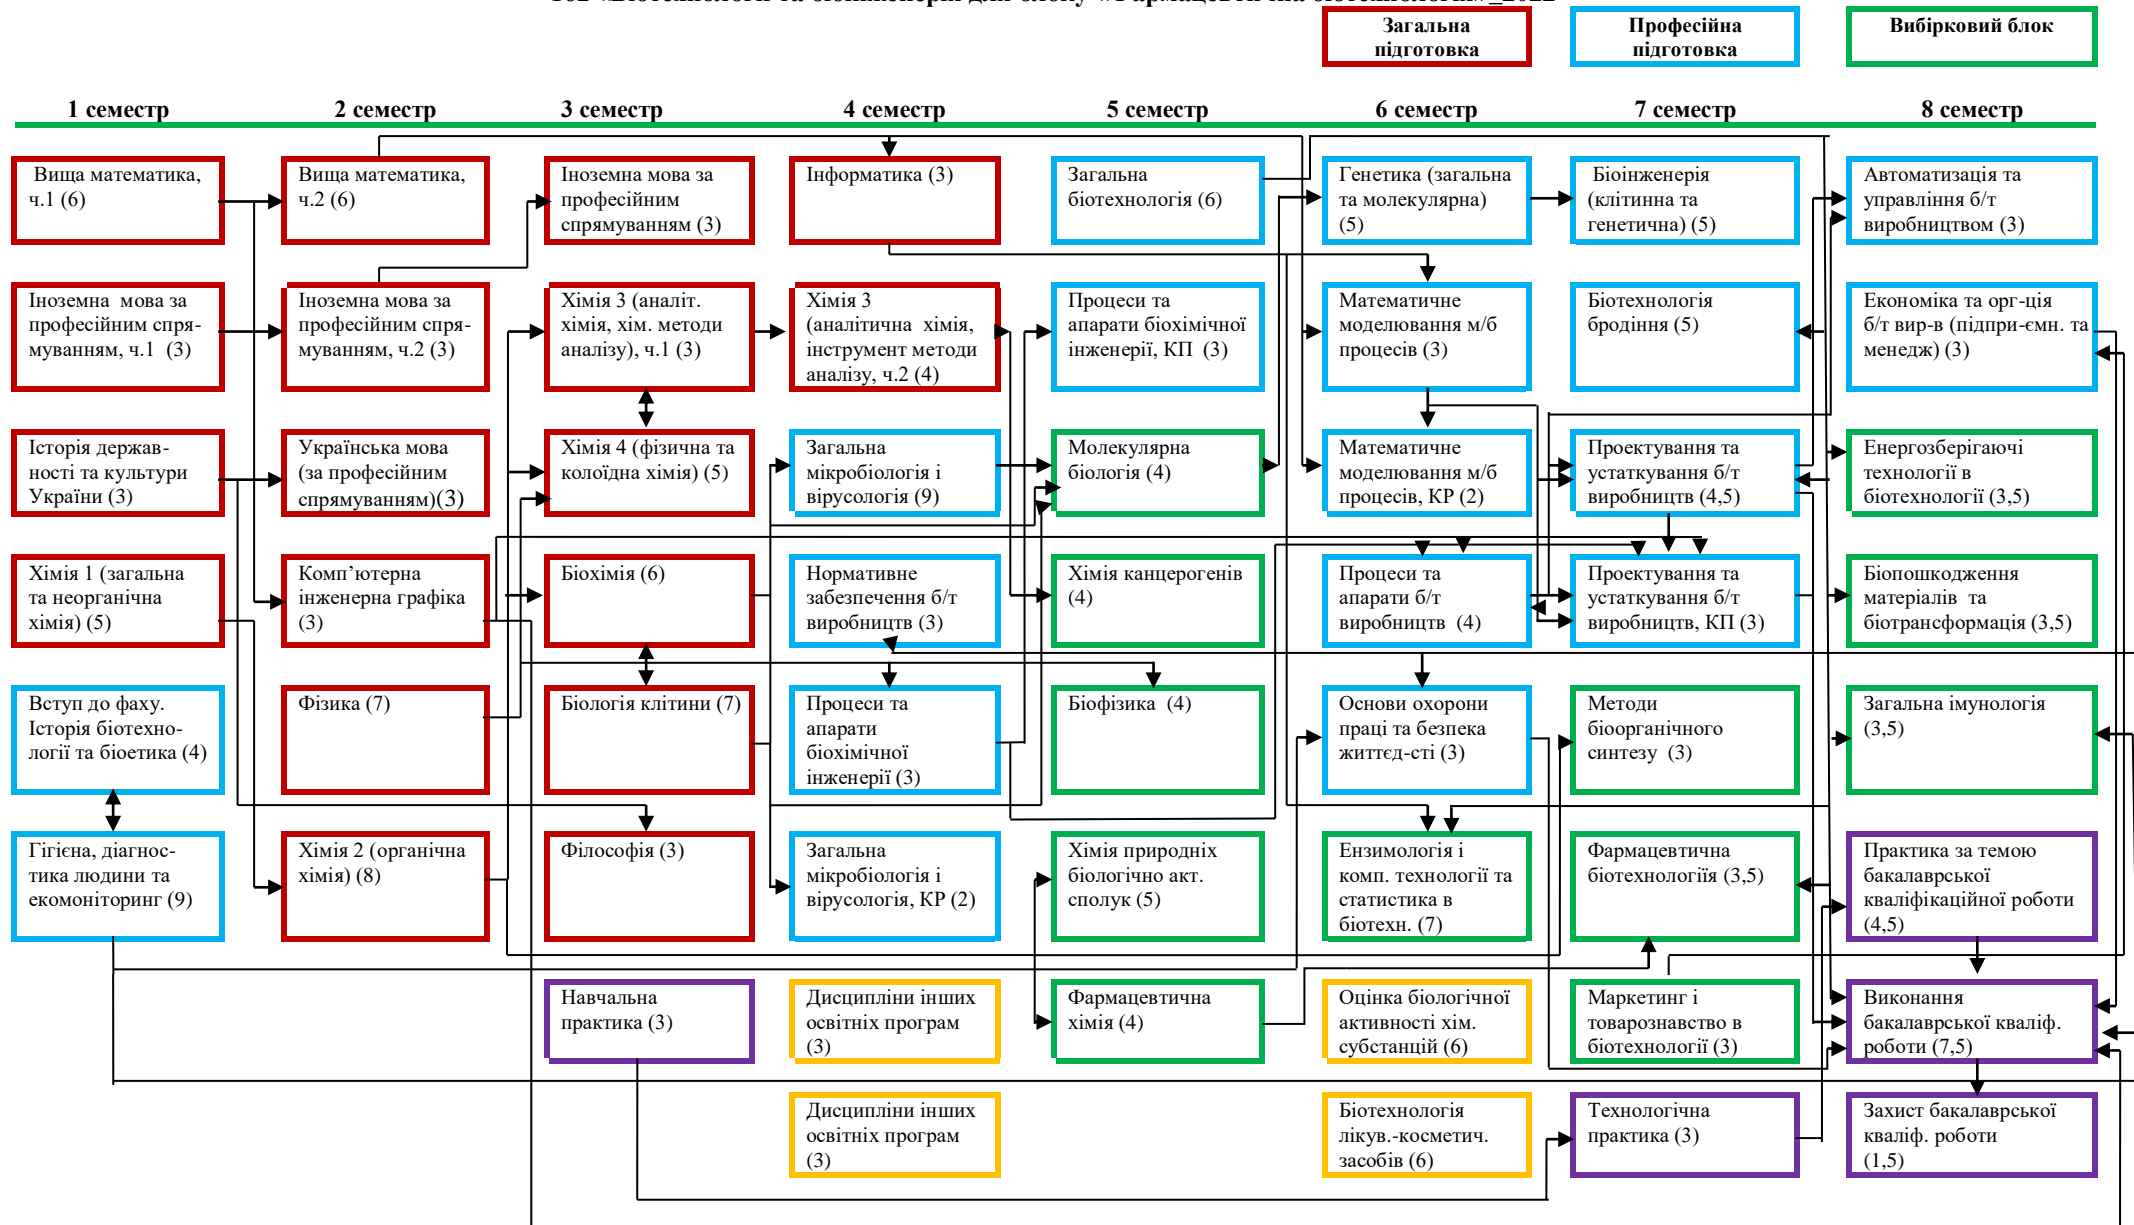 Загальна
підготовка
Професійна
підготовка
Вибірковий блок
1 семестр
2 семестр
3 семестр
4 семестр
5 семестр
6 семестр
7 семестр
8 семестр
Вища математика,
ч.1 (6)
Вища математика,
ч.2 (6)
Іноземна мова за
професійним
спрямуванням (3)
Інформатика (3)
Загальна
біотехнологія (6)
Генетика (загальна
та молекулярна)
(5)
Біоінженерія
(клітинна та
генетична) (5)
Автоматизація та
управління б/т
виробництвом (3)
Іноземна мова за
професійним спря-
муванням, ч.1 (3)
Іноземна мова за
професійним спря-
муванням, ч.2 (3)
Хімія 3 (аналіт.
хімія, хім. методи
аналізу), ч.1 (3)
Хімія 3
(аналітична хімія,
інструмент методи
аналізу, ч.2 (4)
Процеси та
апарати біохімічної
інженерії, КП (3)
Математичне
моделювання м/б
процесів (3)
Біотехнологія
бродіння (5)
Економіка та орг-ція
б/т вир-в (підпри-ємн. та
менедж) (3)
Історія держав-
ності та культури
України (3)
Українська мова
(за професійним
спрямуванням)(3)
Хімія 4 (фізична та
колоїдна хімія) (5)
Загальна
мікробіологія і
вірусологія (9)
Молекулярна
біологія (4)
Математичне
моделювання м/б
процесів, КР (2)
Проектування та
устаткування б/т
виробництв (4,5)
Енергозберігаючі
технології в
біотехнології (3,5)
Хімія 1 (загальна
та неорганічна
хімія) (5)
Комп’ютерна
інженерна графіка
(3)
Біохімія (6)
Нормативне
забезпечення б/т
виробництв (3)
Хімія канцерогенів
(4)
Процеси та
апарати б/т
виробництв (4)
Проектування та
устаткування б/т
виробництв, КП (3)
Біопошкодження
матеріалів та
біотрансформація (3,5)
Вступ до фаху.
Історія біотехно-
логії та біоетика (4)
Фізика (7)
Біологія клітини (7)
Процеси та
апарати
біохімічної
інженерії (3)
Біофізика (4)
Основи охорони
праці та безпека
життєд-сті (3)
Методи
біоорганічного
синтезу (3)
Загальна імунологія
(3,5)
Гігієна, діагнос-
тика людини та
екомоніторинг (9)
Хімія 2 (органічна
хімія) (8)
Філософія (3)
Загальна
мікробіологія і
вірусологія, КР (2)
Хімія природніх
біологічно акт.
сполук (5)
Ензимологія і
комп. технології та
статистика в
біотехн. (7)
Фармацевтична
біотехнологіїя (3,5)
Практика за темою
бакалаврської
кваліфікаційної роботи
(4,5)
Навчальна
практика (3)
Дисципліни інших
освітніх програм
(3)
Фармацевтична
хімія (4)
Оцінка біологічної
активності хім.
субстанцій (6)
Маркетинг і
товарознавство в
біотехнології (3)
Виконання
бакалаврської кваліф.
роботи (7,5)
Дисципліни інших
освітніх програм
(3)
Біотехнологія
лікув.-косметич.
засобів (6)
Технологічна
практика (3)
Захист бакалаврської
кваліф. роботи
(1,5)